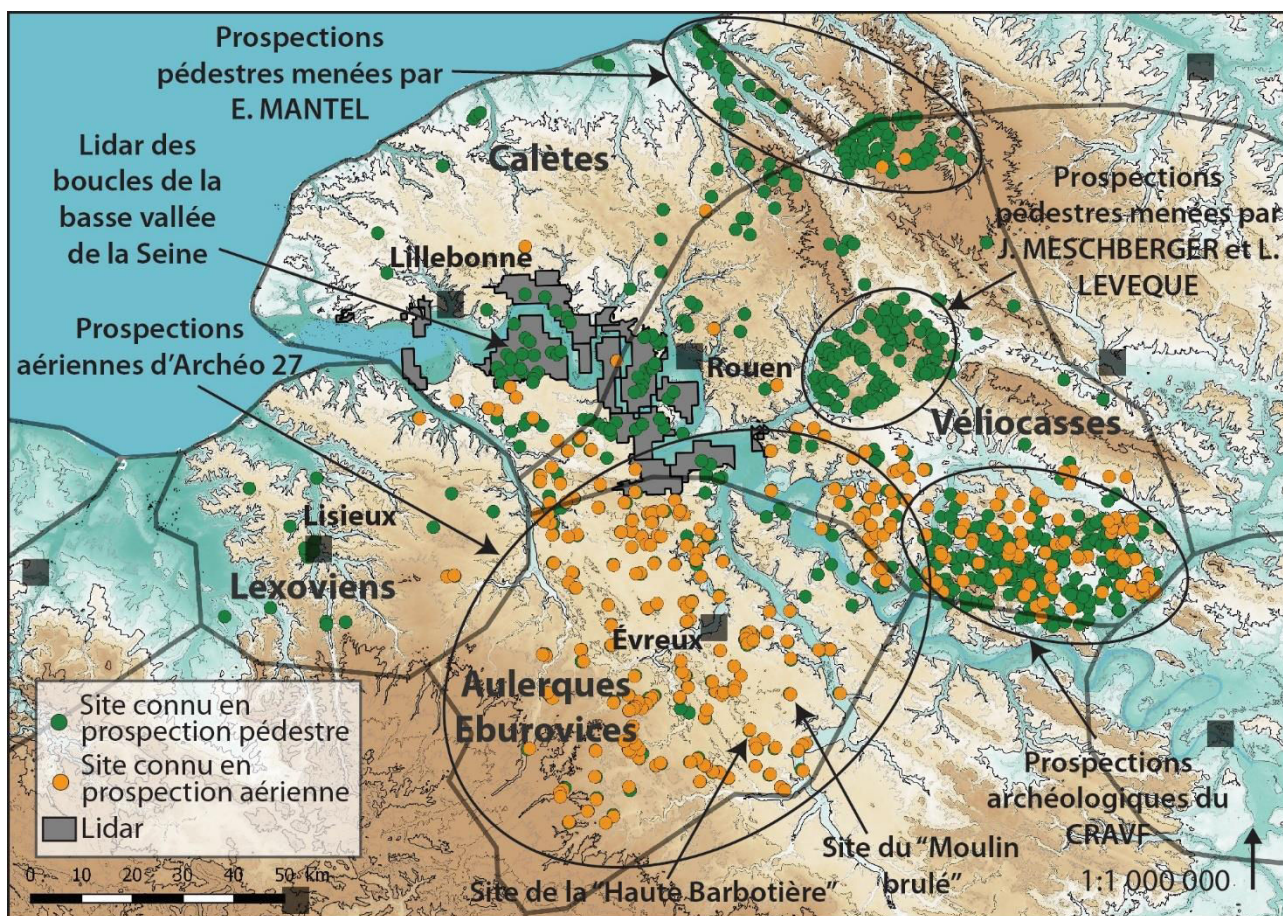 Prospections
pédestres menées par
E. MANTEL
Lidar des
boucles de la
basse vallée
de la Seine
Calètes
Prospections
pédestres menées par
J. MESCHBERGER et L.
LEVEQUE
Lillebonne
Prospections
aériennes d'Archéo 27
Rouen
Véliocasses
Lisieux
Lexoviens
Évreux
Aulerques
Eburovices
Site connu en
prospection pédestre
Site connu en
prospection aérienne
Lidar
0 10 20 30 40 50 km
Prospections
archéologiques du
CRAVF
Site du "Moulin
brulé"
Site de la "Haute Barbotière"
1:1 000 000